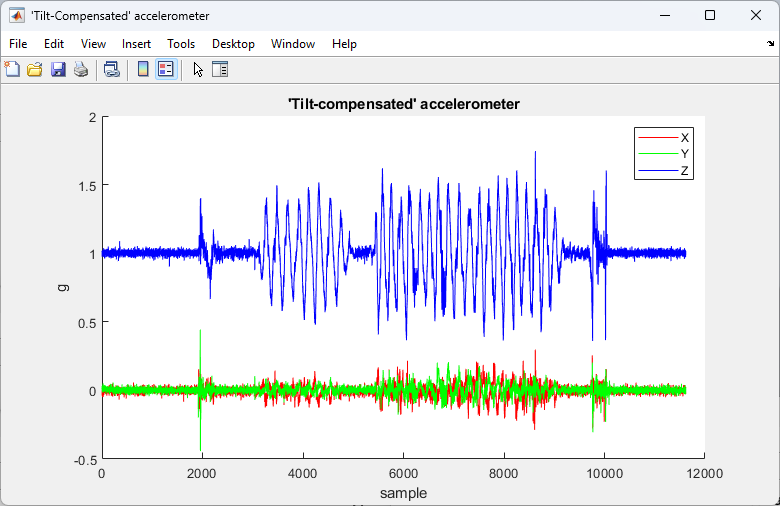 'Tilt-Compensated' accelerometer
File Edit View Insert Tools Desktop Window Help
'Tilt-compensated' accelerometer
2
1.5
1
0.5
0
-0.5
g
X
Y
Z
0 2000 4000 6000 8000 10000 12000
sample